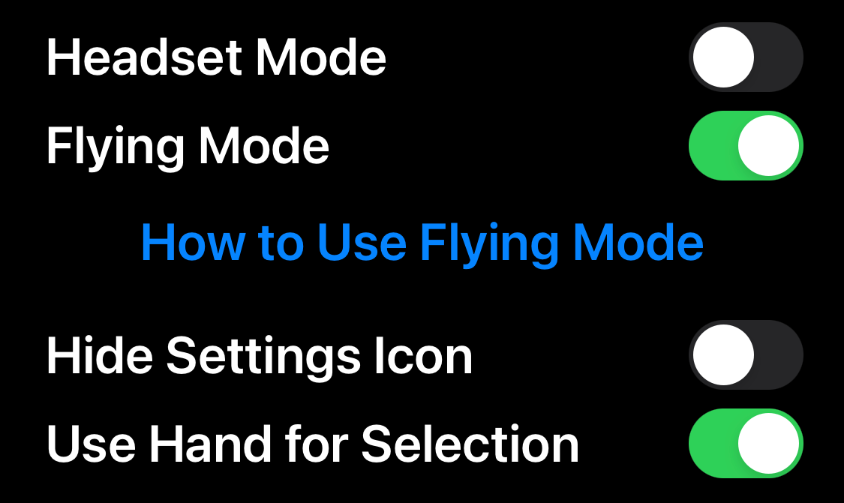 Headset Mode
Flying Mode
How to Use Flying Mode
Hide Settings Icon
Use Hand for Selection